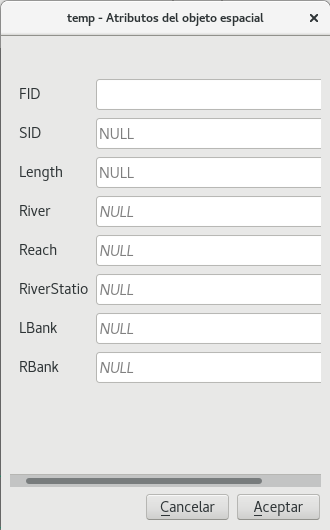 temp - Atributos del objeto espacial
FID
SID NULL
Length NULL
River NULL
Reach NULL
RiverStatio NULL
LBank NULL
RBank NULL
Cancelar Aceptar